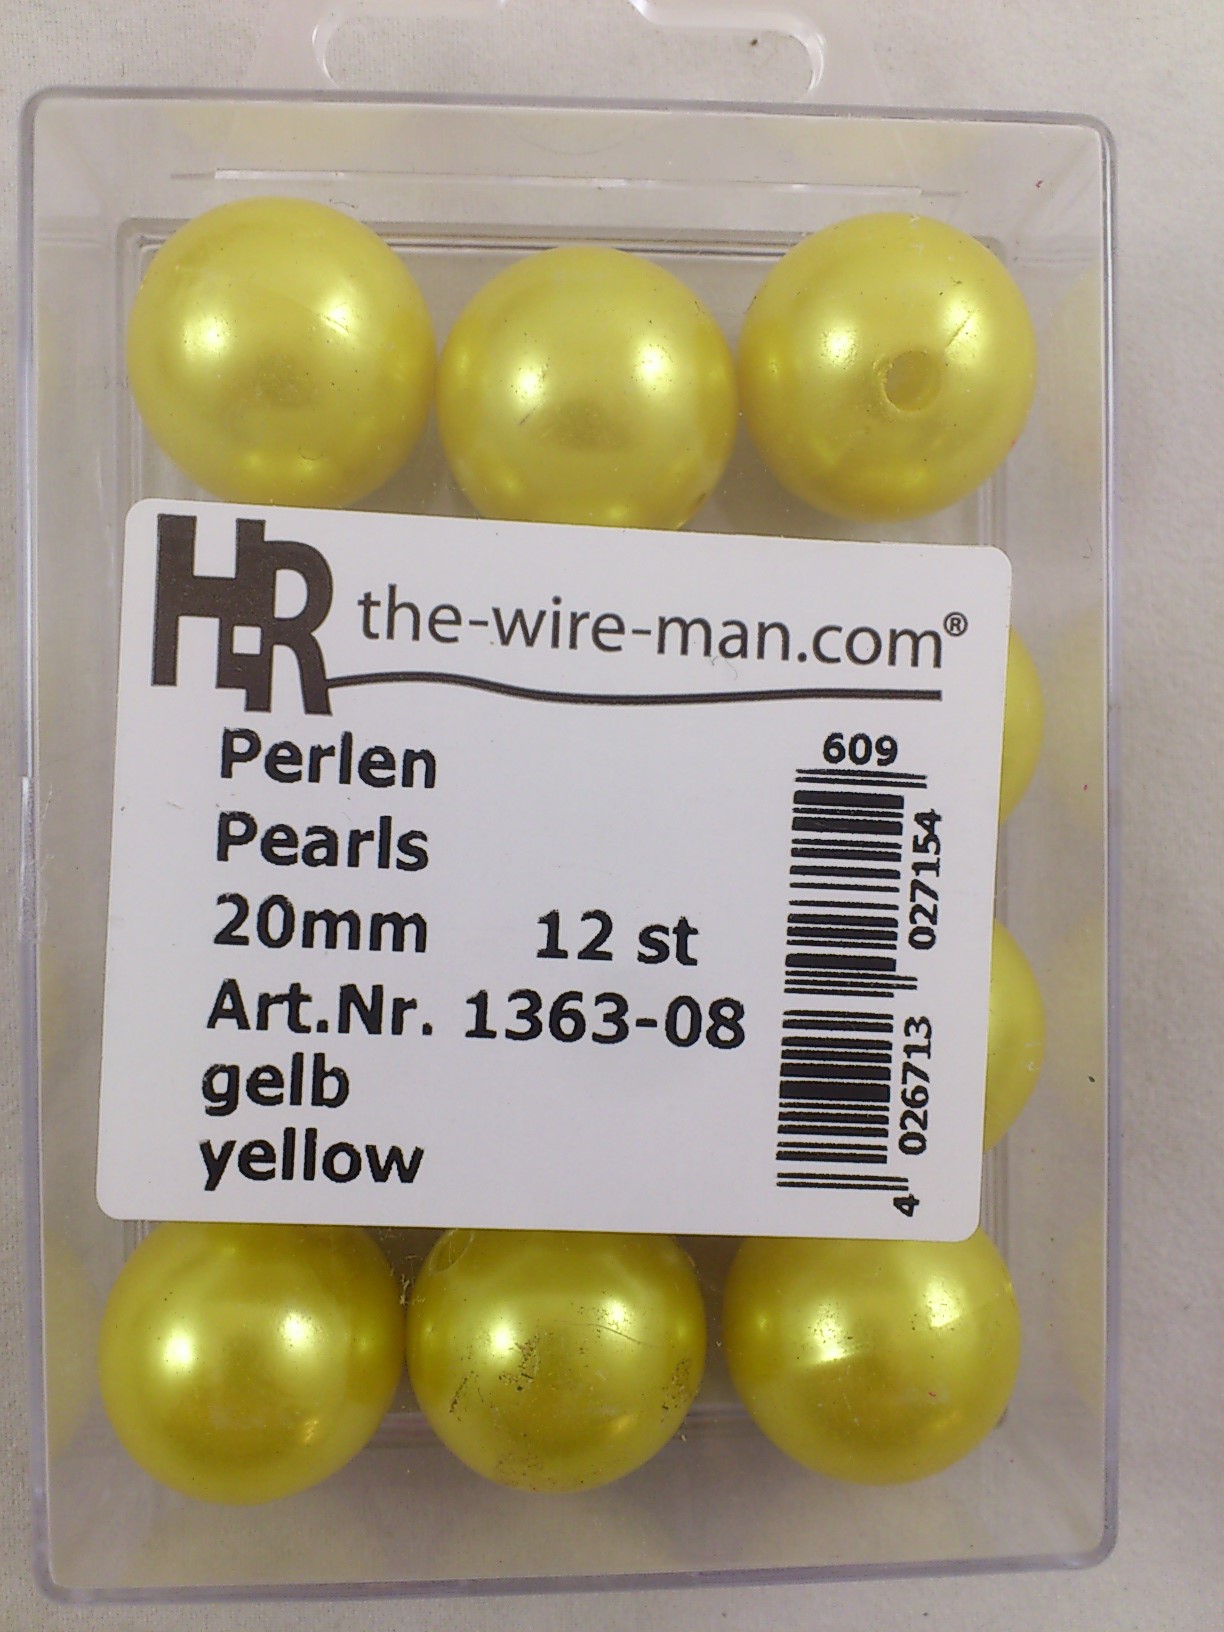 HR the-wire-man.com®
Perlen
Pearls
20mm 12 st
Art.Nr. 1363-08
gelb
yellow
609
4 026713 027154